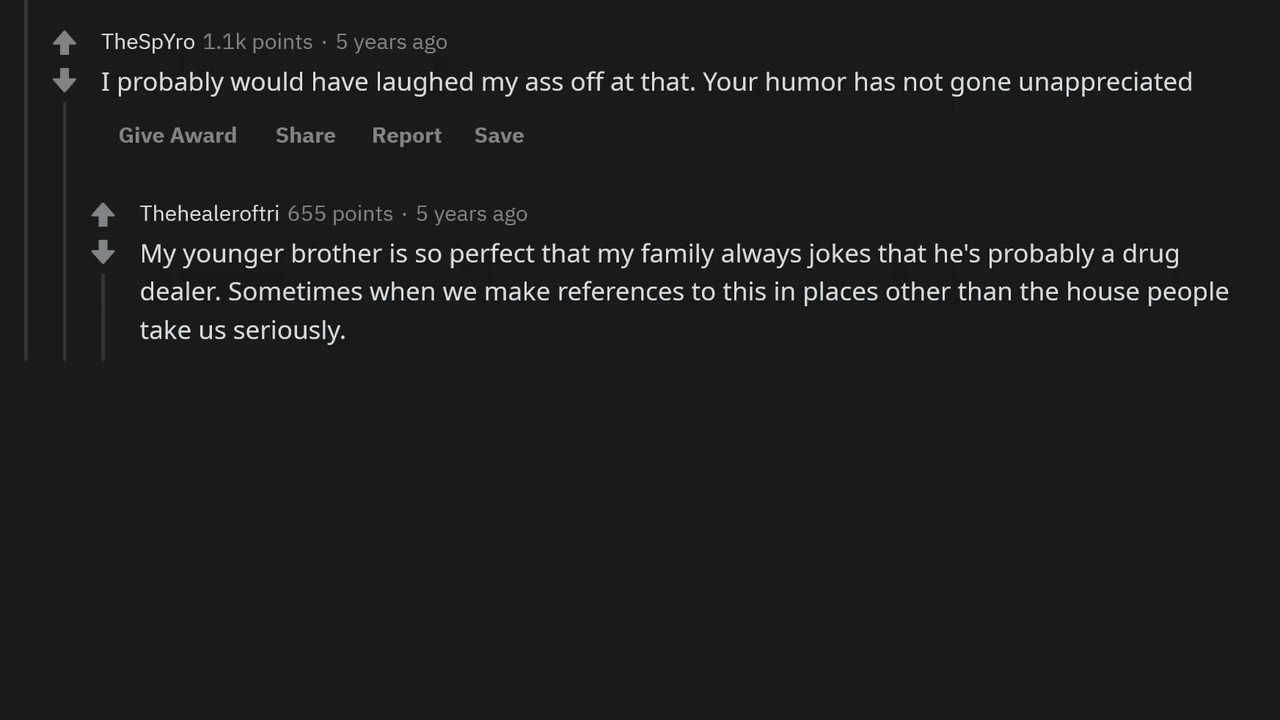 TheSpYro 1.1k points · 5 years ago
I probably would have laughed my ass off at that. Your humor has not gone unappreciated
Give Award Share Report Save
Thehealeroftri 655 points · 5 years ago
My younger brother is so perfect that my family always jokes that he's probably a drug
dealer. Sometimes when we make references to this in places other than the house people
take us seriously.